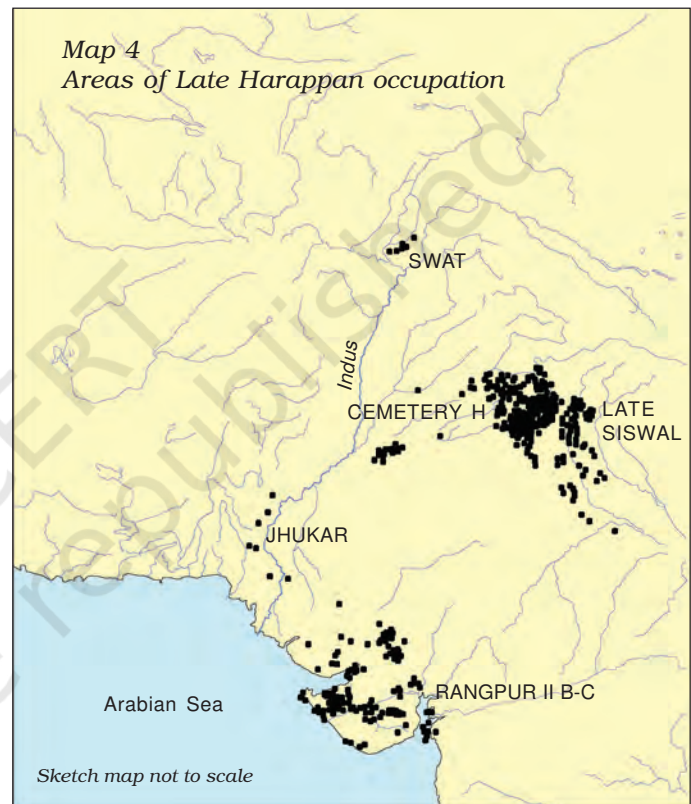 Map 4
Areas of Late Harappan occupation
SWAT
Indus
CEMETERY H
LATE
SISWAL
JHUKAR
RANGPUR II B-C
Arabian Sea
Sketch map not to scale
republished